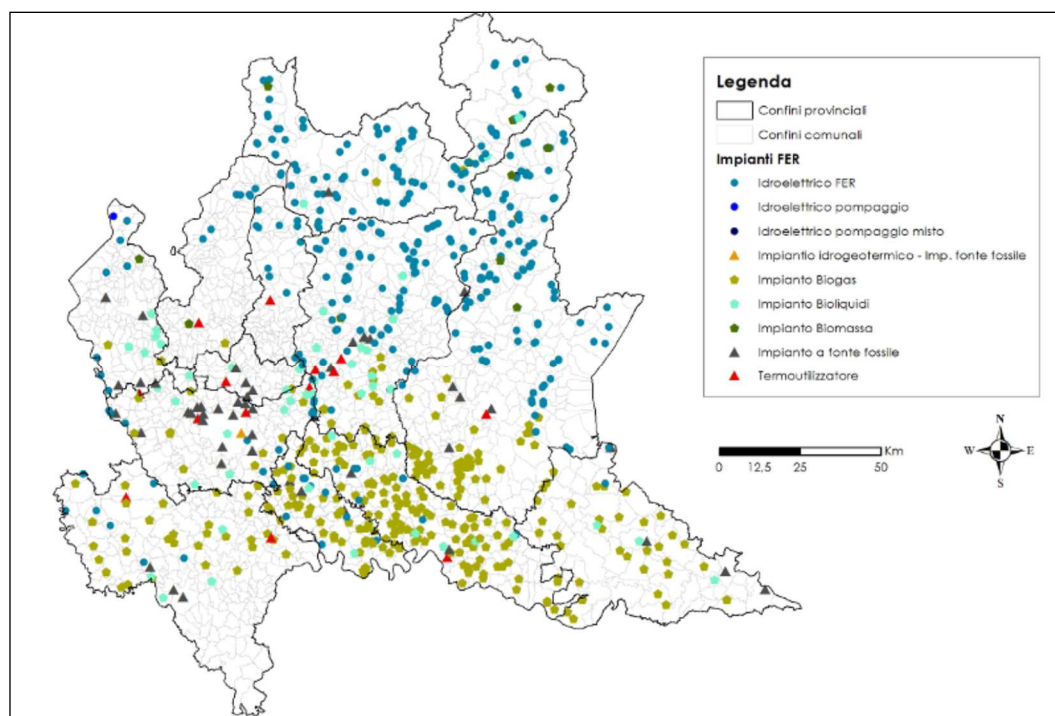 Legenda
Confini provinciali
Confini comunali
Impianti FER
Idroelettrico FER
Idroelettrico pompaggio
Idroelettrico pompaggio misto
Impiantio idrogeotermico - Imp. fonte fossile
Impianto Biogas
Impianto Bioliquidi
Impianto Biomassa
Impianto a fonte fossile
Termoutilizzatore
N
W E
S
0 12,5 25 50 Km